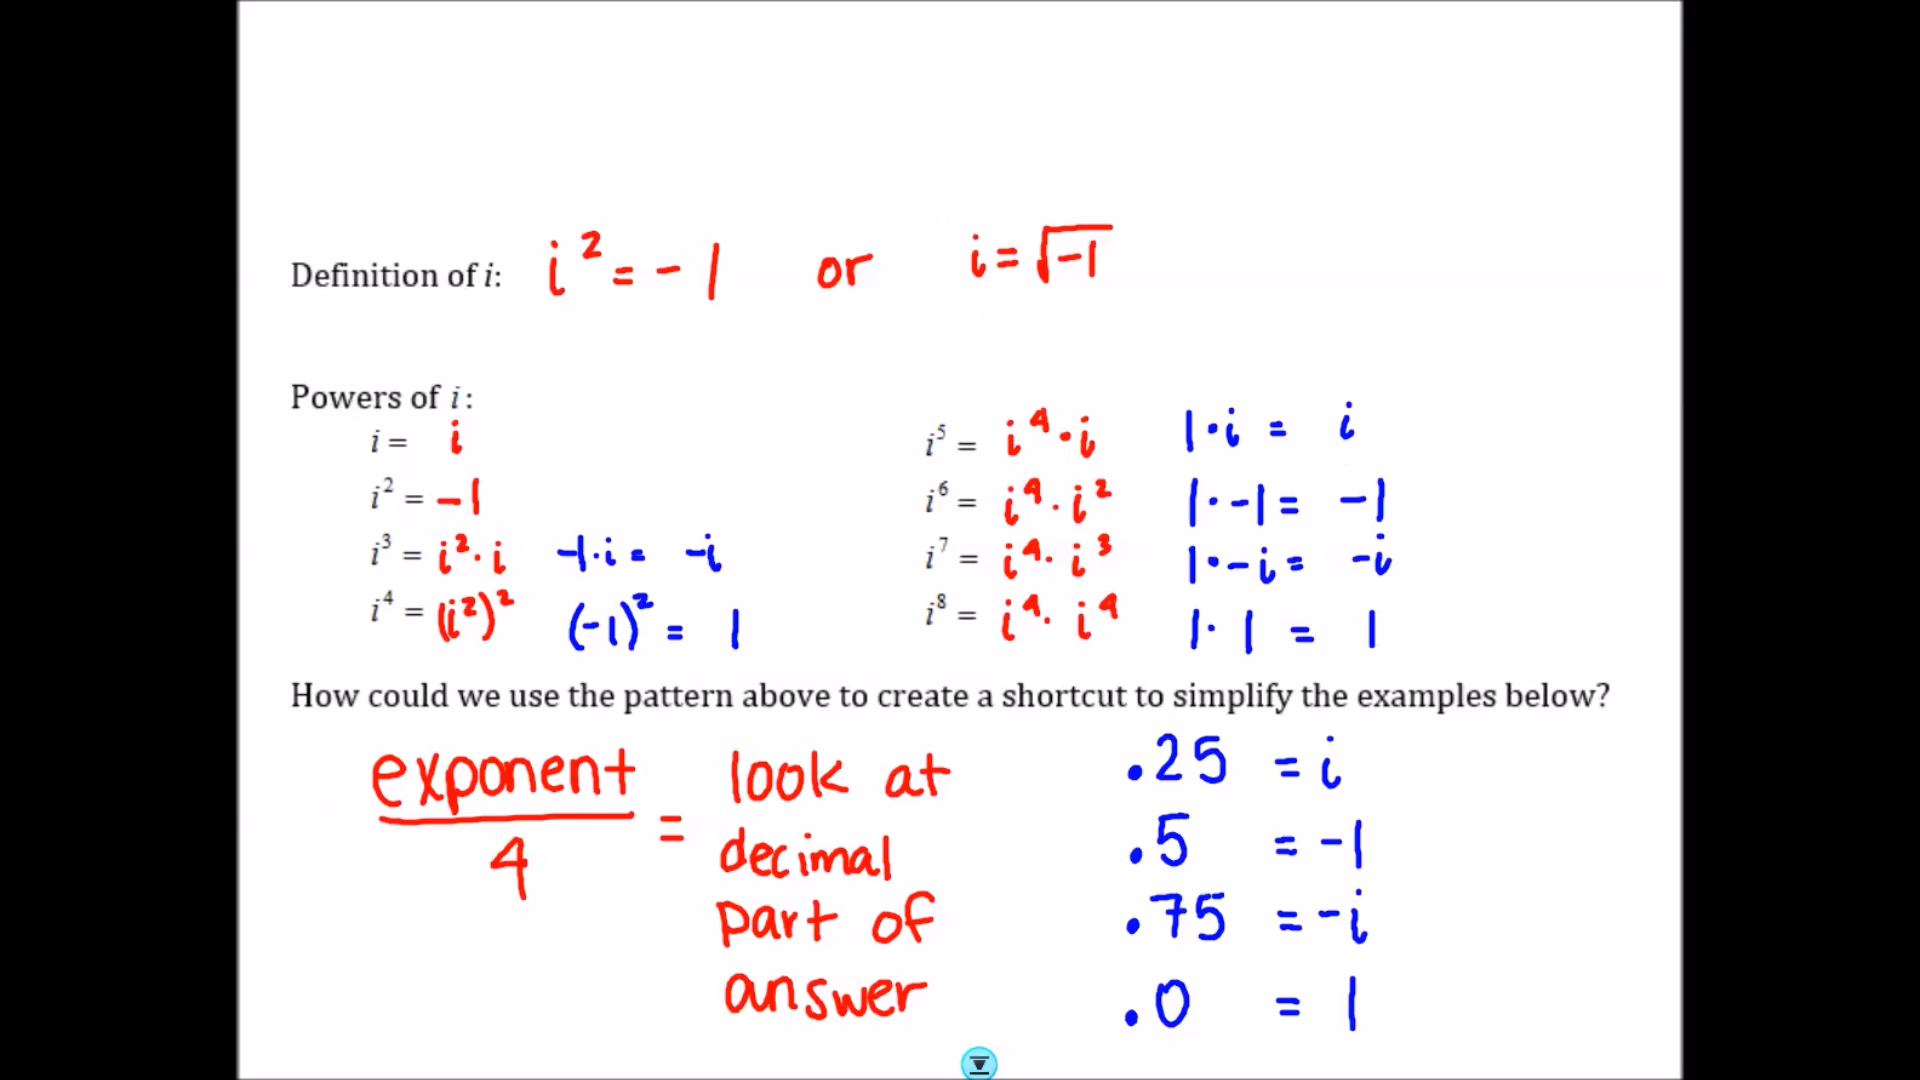 Definition of i: i² = -1 or i = √-1
Powers of i:
i = i
i² = -1
i³ = i²·i -1·i = -i
i⁴ = (i²)² (-1)² = 1
i⁵ = i⁴·i 1·i = i
i⁶ = i⁴·i² 1·-1 = -1
i⁷ = i⁴·i³ 1·-i = -i
i⁸ = i⁴·i⁴ 1·1 = 1
How could we use the pattern above to create a shortcut to simplify the examples below?
exponent
4
=
look at
decimal
part of
answer
.25 = i
.5 = -1
.75 = -i
.0 = 1